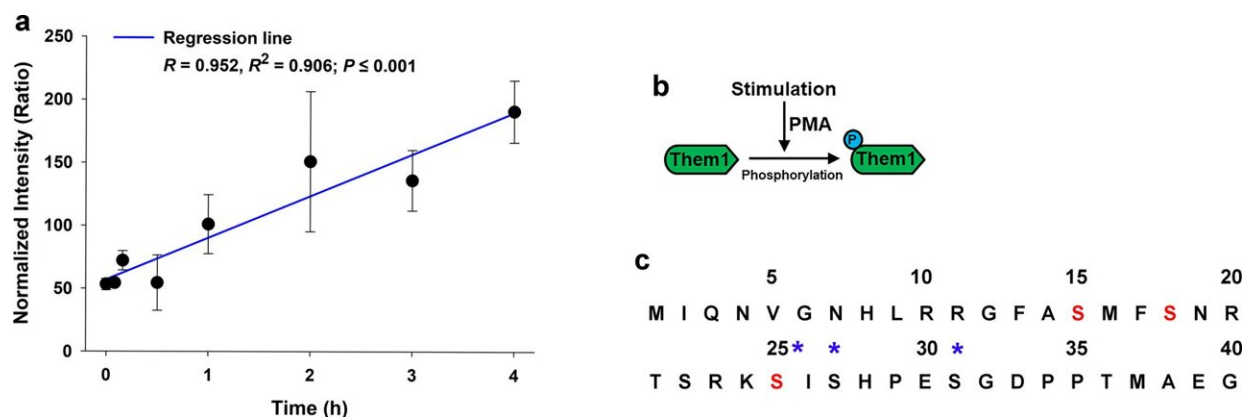 a
250
200
150
100
50
0
Normalized Intensity (Ratio)
Regression line
R = 0.952, R² = 0.906; P ≤ 0.001
0 1 2 3 4
Time (h)
b
Stimulation
PMA
Them1
Phosphorylation
P
Them1
c
5 10 15 20
M I Q N V G N H L R R G F A S M F S N R
25 * * 30 * 35 40
T S R K S I S H P E S G D P P T M A E G